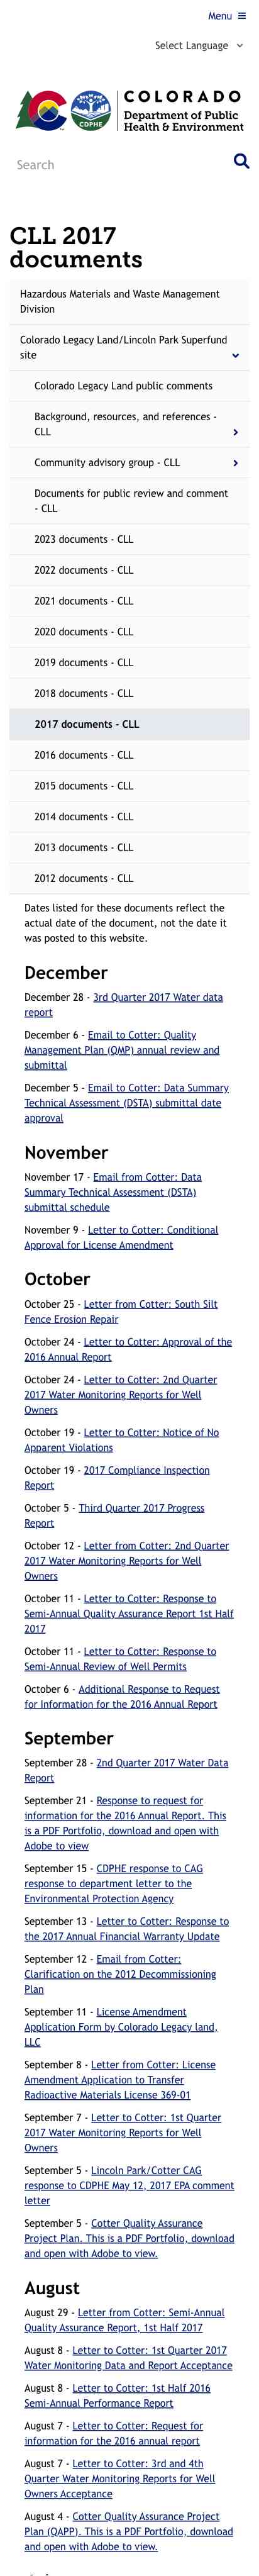 Menu
Select Language
COLORADO
Department of Public
Health & Environment
CDPHE
Search
CLL 2017
documents
Hazardous Materials and Waste Management
Division
Colorado Legacy Land/Lincoln Park Superfund
site
Colorado Legacy Land public comments
Background, resources, and references -
CLL
Community advisory group - CLL
Documents for public review and comment
- CLL
2023 documents - CLL
2022 documents - CLL
2021 documents - CLL
2020 documents - CLL
2019 documents - CLL
2018 documents - CLL
2017 documents - CLL
2016 documents - CLL
2015 documents - CLL
2014 documents - CLL
2013 documents - CLL
2012 documents - CLL
Dates listed for these documents reflect the
actual date of the document, not the date it
was posted to this website.
December
December 28 - 3rd Quarter 2017 Water data
report
December 6 - Email to Cotter: Quality
Management Plan (QMP) annual review and
submittal
December 5 - Email to Cotter: Data Summary
Technical Assessment (DSTA) submittal date
approval
November
November 17 - Email from Cotter: Data
Summary Technical Assessment (DSTA)
submittal schedule
November 9 - Letter to Cotter: Conditional
Approval for License Amendment
October
October 25 - Letter from Cotter: South Silt
Fence Erosion Repair
October 24 - Letter to Cotter: Approval of the
2016 Annual Report
October 24 - Letter to Cotter: 2nd Quarter
2017 Water Monitoring Reports for Well
Owners
October 19 - Letter to Cotter: Notice of No
Apparent Violations
October 19 - 2017 Compliance Inspection
Report
October 5 - Third Quarter 2017 Progress
Report
October 12 - Letter from Cotter: 2nd Quarter
2017 Water Monitoring Reports for Well
Owners
October 11 - Letter to Cotter: Response to
Semi-Annual Quality Assurance Report 1st Half
2017
October 11 - Letter to Cotter: Response to
Semi-Annual Review of Well Permits
October 6 - Additional Response to Request
for Information for the 2016 Annual Report
September
September 28 - 2nd Quarter 2017 Water Data
Report
September 21 - Response to request for
information for the 2016 Annual Report. This
is a PDF Portfolio, download and open with
Adobe to view
September 15 - CDPHE response to CAG
response to department letter to the
Environmental Protection Agency
September 13 - Letter to Cotter: Response to
the 2017 Annual Financial Warranty Update
September 12 - Email from Cotter:
Clarification on the 2012 Decommissioning
Plan
September 11 - License Amendment
Application Form by Colorado Legacy land,
LLC
September 8 - Letter from Cotter: License
Amendment Application to Transfer
Radioactive Materials License 369-01
September 7 - Letter to Cotter: 1st Quarter
2017 Water Monitoring Reports for Well
Owners
September 5 - Lincoln Park/Cotter CAG
response to CDPHE May 12, 2017 EPA comment
letter
September 5 - Cotter Quality Assurance
Project Plan. This is a PDF Portfolio, download
and open with Adobe to view.
August
August 29 - Letter from Cotter: Semi-Annual
Quality Assurance Report, 1st Half 2017
August 8 - Letter to Cotter: 1st Quarter 2017
Water Monitoring Data and Report Acceptance
August 8 - Letter to Cotter: 1st Half 2016
Semi-Annual Performance Report
August 7 - Letter to Cotter: Request for
information for the 2016 annual report
August 7 - Letter to Cotter: 3rd and 4th
Quarter Water Monitoring Reports for Well
Owners Acceptance
August 4 - Cotter Quality Assurance Project
Plan (QAPP). This is a PDF Portfolio, download
and open with Adobe to view.